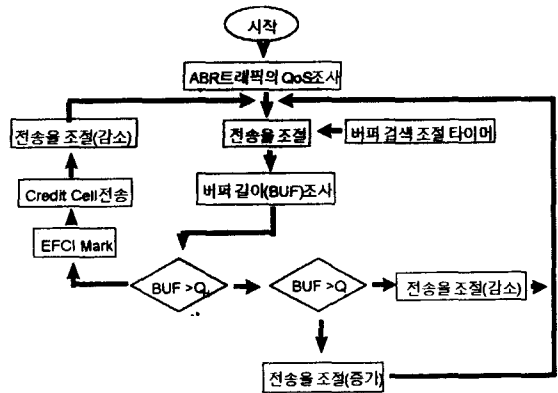 시작
ABR트래픽의 QoS조사
전송율 조절(감소)
전송율 조절
버퍼 검색 조절 타이머
Credit Cell전송
버퍼 길이(BUF)조사
EFCI Mark
BUF >Q
BUF >Q
전송율 조절(감소)
전송율 조절(증가)